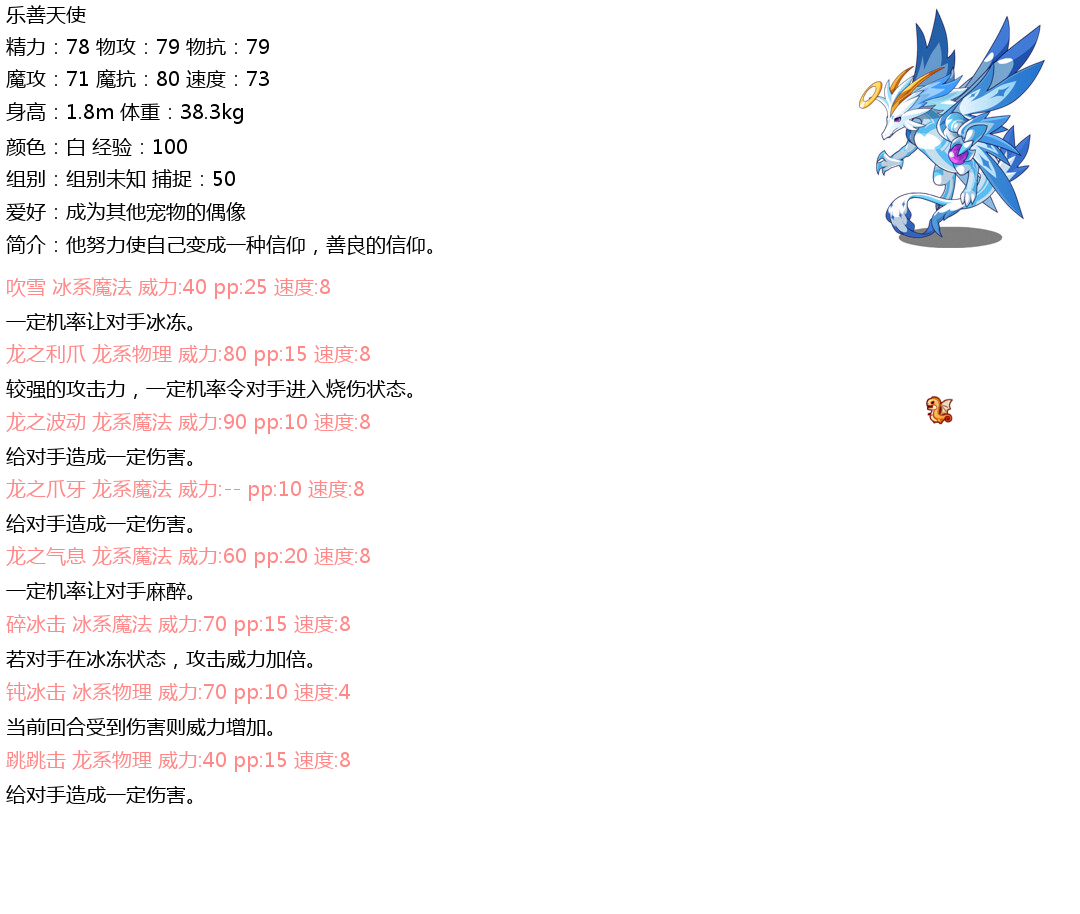 乐善天使
精力：78 物攻：79 物抗：79
魔攻：71 魔抗：80 速度：73
身高：1.8m 体重：38.3kg
颜色：白 经验：100
组别：组别未知 捕捉：50
爱好：成为其他宠物的偶像
简介：他努力使自己变成一种信仰，善良的信仰。
吹雪 冰系魔法 威力:40 pp:25 速度:8
一定机率让对手冰冻。
龙之利爪 龙系物理 威力:80 pp:15 速度:8
较强的攻击力，一定机率令对手进入烧伤状态。
龙之波动 龙系魔法 威力:90 pp:10 速度:8
给对手造成一定伤害。
龙之爪牙 龙系魔法 威力:-- pp:10 速度:8
给对手造成一定伤害。
龙之气息 龙系魔法 威力:60 pp:20 速度:8
一定机率让对手麻醉。
碎冰击 冰系魔法 威力:70 pp:15 速度:8
若对手在冰冻状态，攻击威力加倍。
钝冰击 冰系物理 威力:70 pp:10 速度:4
当前回合受到伤害则威力增加。
跳跳击 龙系物理 威力:40 pp:15 速度:8
给对手造成一定伤害。